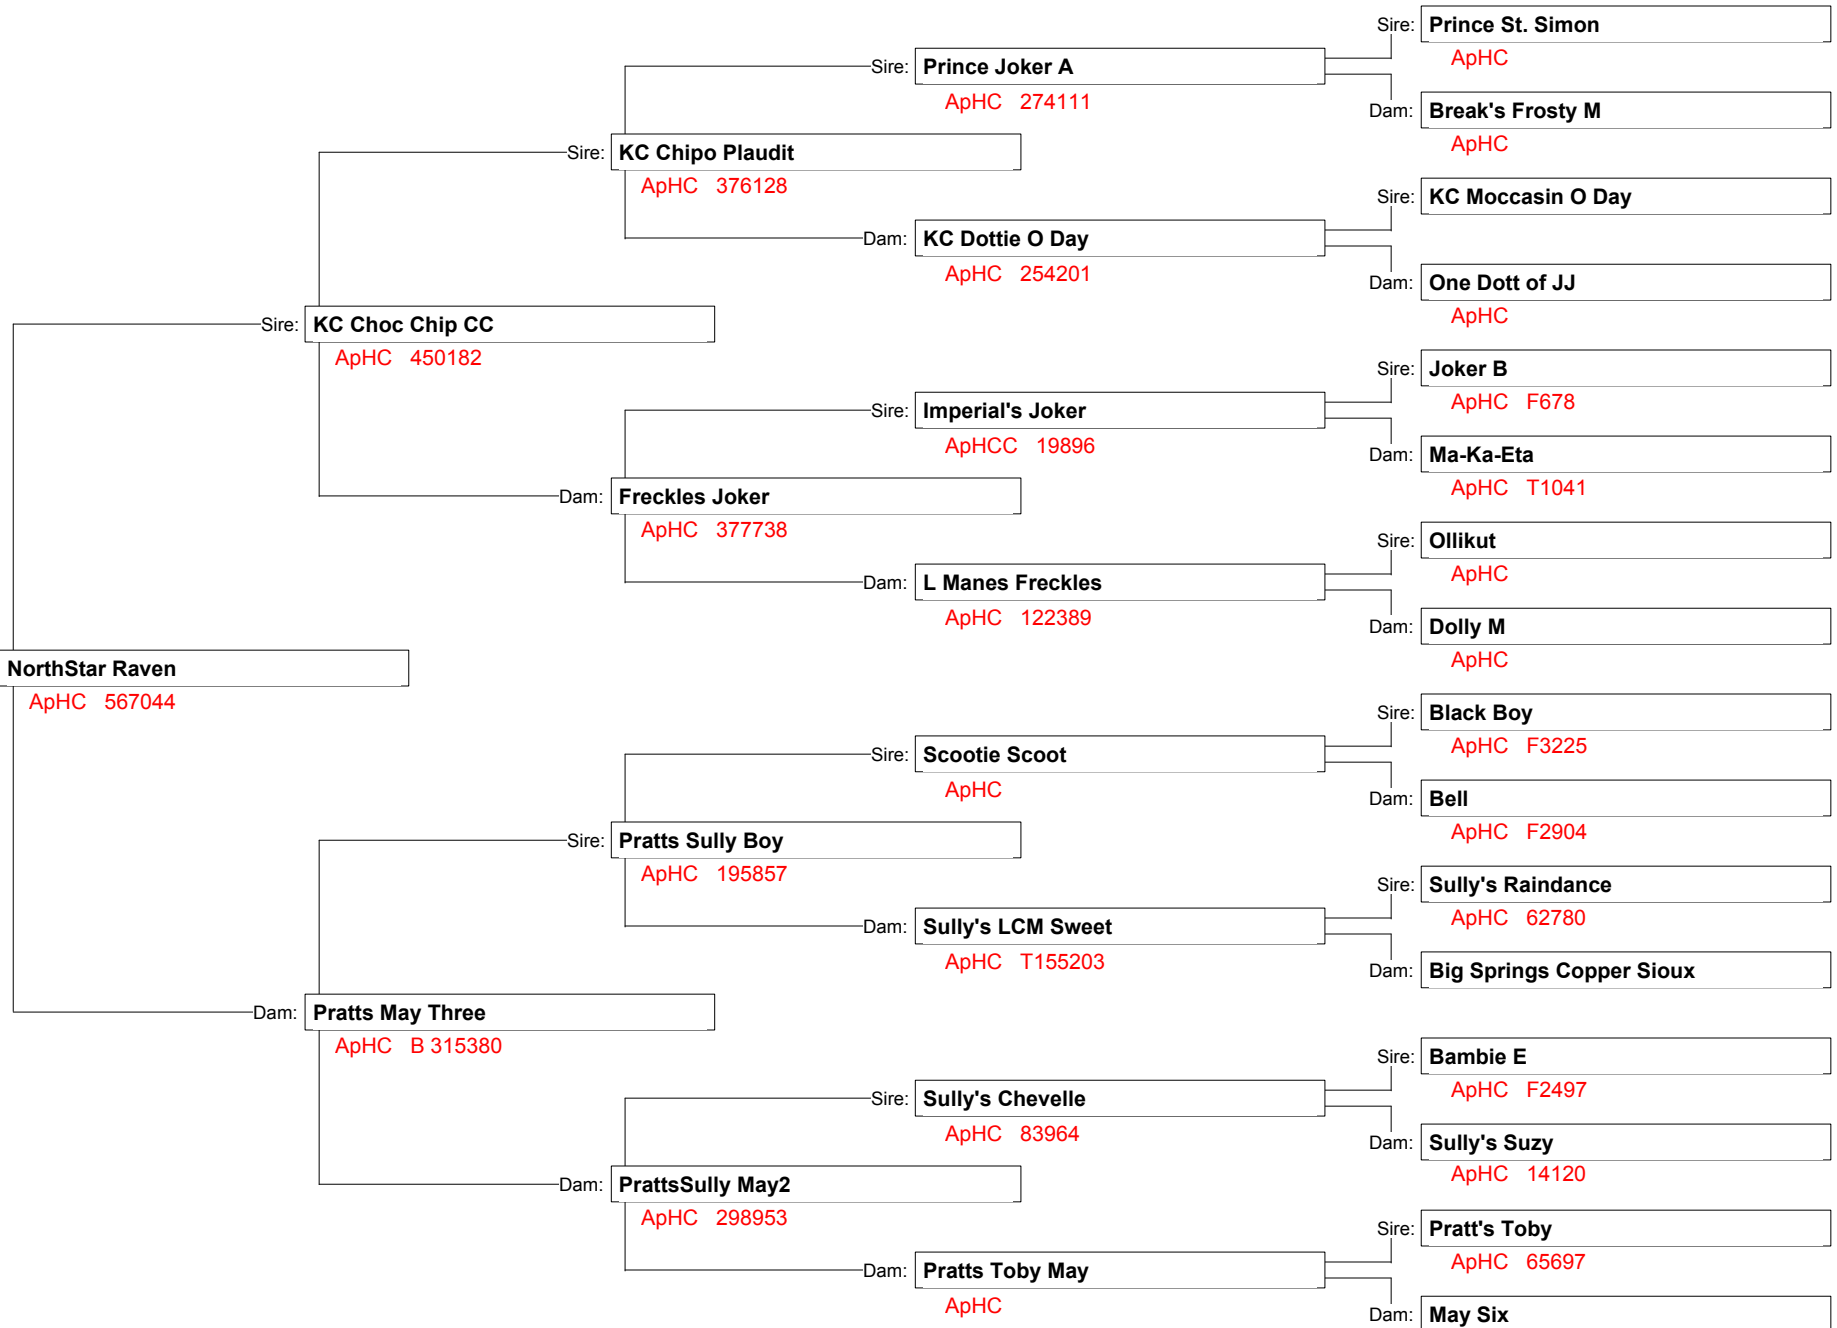 Sire: Prince St. Simon
ApHC
Sire: Prince Joker A
ApHC 274111
Dam: Break's Frosty M
ApHC
Sire: KC Chipo Plaudit
ApHC 376128
Sire: KC Moccasin O Day
Dam: KC Dottie O Day
ApHC 254201
Dam: One Dott of JJ
ApHC
Sire: KC Choc Chip CC
ApHC 450182
Sire: Joker B
ApHC F678
Sire: Imperial's Joker
ApHCC 19896
Dam: Ma-Ka-Eta
ApHC T1041
Dam: Freckles Joker
ApHC 377738
Sire: Ollikut
ApHC
Dam: L Manes Freckles
ApHC 122389
Dam: Dolly M
ApHC
NorthStar Raven
ApHC 567044
Sire: Black Boy
ApHC F3225
Sire: Scootie Scoot
ApHC
Dam: Bell
ApHC F2904
Sire: Pratts Sully Boy
ApHC 195857
Sire: Sully's Raindance
ApHC 62780
Dam: Sully's LCM Sweet
ApHC T155203
Dam: Big Springs Copper Sioux
Dam: Pratts May Three
ApHC B 315380
Sire: Bambie E
ApHC F2497
Sire: Sully's Chevelle
ApHC 83964
Dam: Sully's Suzy
ApHC 14120
Dam: PrattsSully May2
ApHC 298953
Sire: Pratt's Toby
ApHC 65697
Dam: Pratts Toby May
ApHC
Dam: May Six